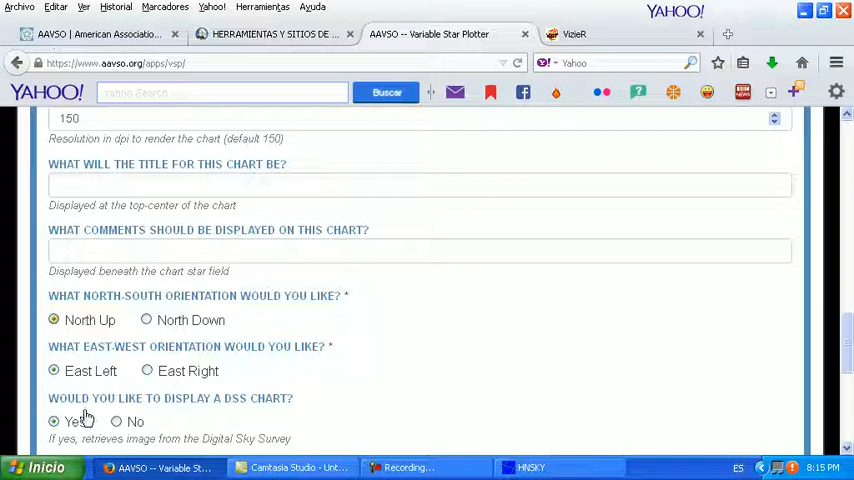 Archivo Editar Ver Historial Marcadores Yahoo! Herramientas Ayuda YAHOO!
AAVSO | American Association... HERRAMIENTAS Y SITIOS DE ... AAVSO -- Variable Star Plotter VizieR
https://www.aavso.org/apps/vsp/ Y! Yahoo
YAHOO! Search Buscar NEWS
150
Resolution in dpi to render the chart (default 150)
WHAT WILL THE TITLE FOR THIS CHART BE?
Displayed at the top-center of the chart
WHAT COMMENTS SHOULD BE DISPLAYED ON THIS CHART?
Displayed beneath the chart star field
WHAT NORTH-SOUTH ORIENTATION WOULD YOU LIKE? *
North Up North Down
WHAT EAST-WEST ORIENTATION WOULD YOU LIKE? *
East Left East Right
WOULD YOU LIKE TO DISPLAY A DSS CHART?
Yes No
If yes, retrieves image from the Digital Sky Survey
Inicio AAVSO -- Variable St... Camtasia Studio - Unt... Recording... HNSKY ES 8:15 PM